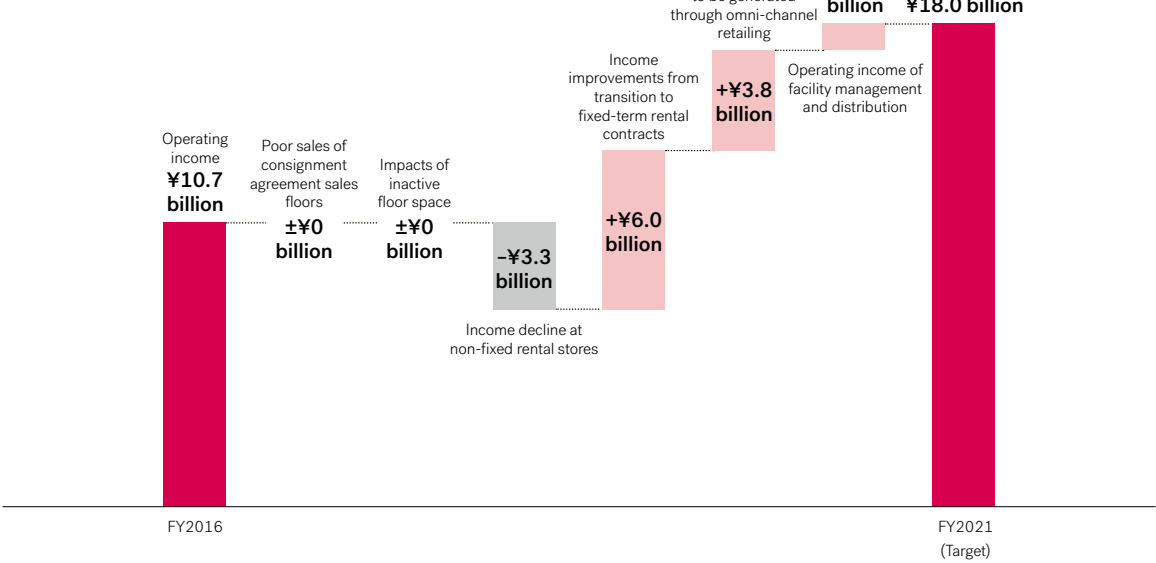 through omni-channel
retailing
billion
¥18.0 billion
Operating income of
facility management
and distribution
Income
improvements from
transition to
fixed-term rental
contracts
+¥3.8
billion
Operating
income
¥10.7
billion
Poor sales of
consignment
agreement sales
floors
±¥0
billion
Impacts of
inactive
floor space
±¥0
billion
–¥3.3
billion
Income decline at
non-fixed rental stores
+¥6.0
billion
FY2016
FY2021
(Target)